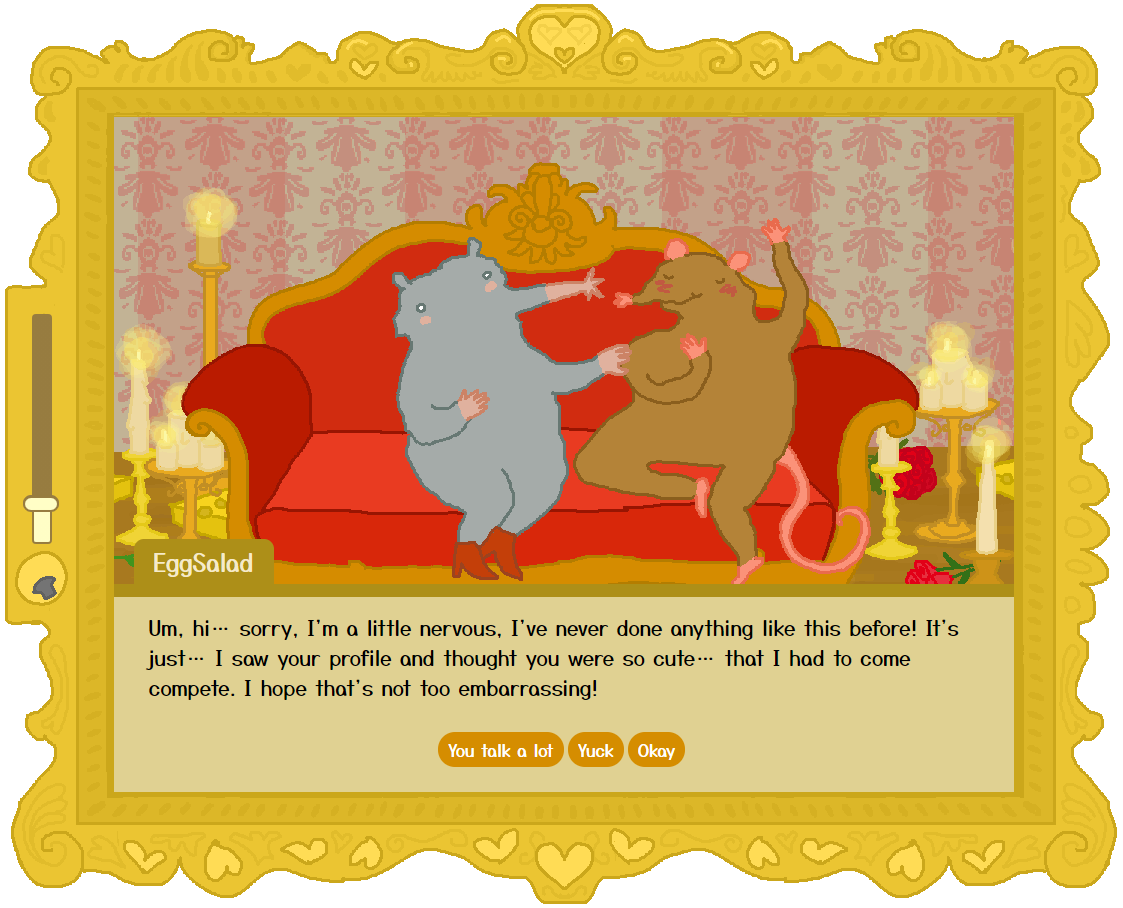 EggSalad
Um, hi… sorry, I'm a little nervous, I've never done anything like this before! It's
just… I saw your profile and thought you were so cute… that I had to come
compete. I hope that's not too embarrassing!
You talk a lot Yuck Okay